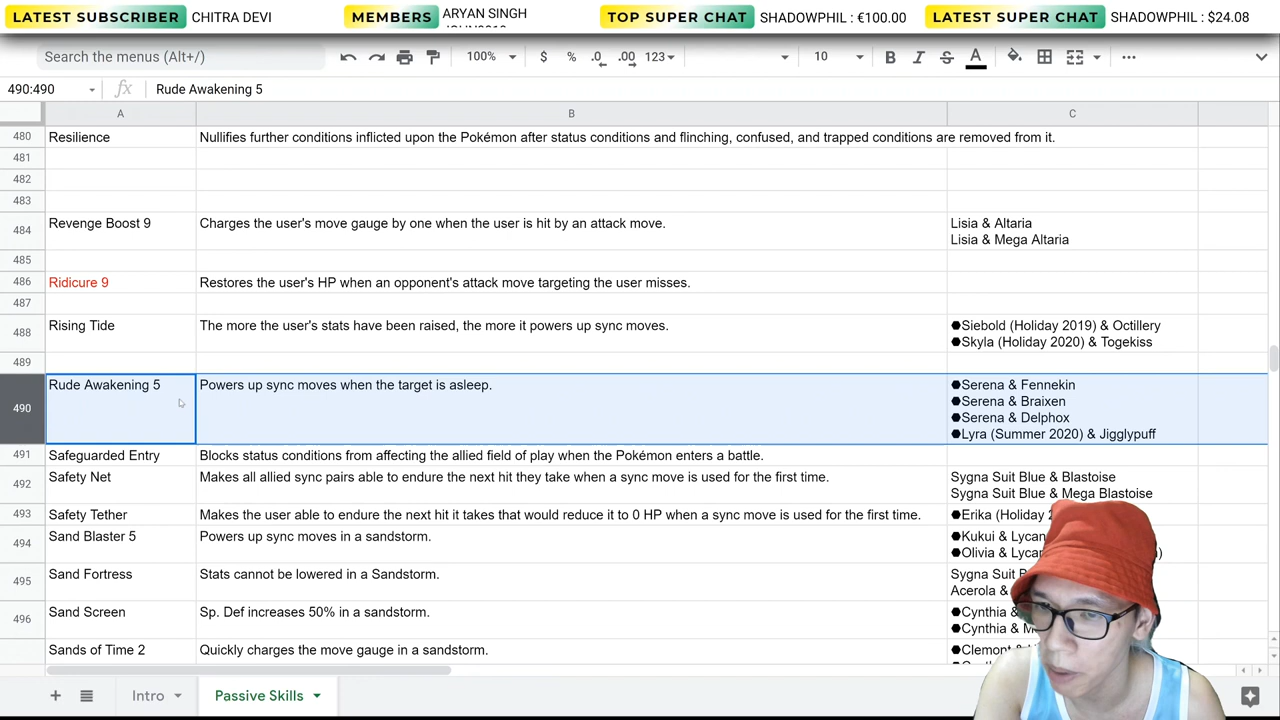 LATEST SUBSCRIBER CHITRA DEVI
MEMBERS ARYAN SINGH
TOP SUPER CHAT SHADOWPHIL : €100.00
LATEST SUPER CHAT SHADOWPHIL : $24.08
Search the menus (Alt+/)
100% $ % .0 .00 123 10 B I S A
490:490 fx Rude Awakening 5
A B C
480 Resilience Nullifies further conditions inflicted upon the Pokémon after status conditions and flinching, confused, and trapped conditions are removed from it.
481
482
483
484 Revenge Boost 9 Charges the user's move gauge by one when the user is hit by an attack move. Lisia & Altaria
Lisia & Mega Altaria
485
486 Ridicure 9 Restores the user's HP when an opponent's attack move targeting the user misses.
487
488 Rising Tide The more the user's stats have been raised, the more it powers up sync moves. ⬣Siebold (Holiday 2019) & Octillery
⬣Skyla (Holiday 2020) & Togekiss
489
490 Rude Awakening 5 Powers up sync moves when the target is asleep. ⬣Serena & Fennekin
⬣Serena & Braixen
⬣Serena & Delphox
⬣Lyra (Summer 2020) & Jigglypuff
491 Safeguarded Entry Blocks status conditions from affecting the allied field of play when the Pokémon enters a battle.
492 Safety Net Makes all allied sync pairs able to endure the next hit they take when a sync move is used for the first time. Sygna Suit Blue & Blastoise
Sygna Suit Blue & Mega Blastoise
493 Safety Tether Makes the user able to endure the next hit it takes that would reduce it to 0 HP when a sync move is used for the first time. ⬣Erika (Holiday
494 Sand Blaster 5 Powers up sync moves in a sandstorm. ⬣Kukui &
⬣Olivia &
495 Sand Fortress Stats cannot be lowered in a Sandstorm. Sygna Suit
Acerola &
496 Sand Screen Sp. Def increases 50% in a sandstorm. ⬣Cynthia &
⬣Cynthia &
Sands of Time 2 Quickly charges the move gauge in a sandstorm. ⬣Clemont
Intro Passive Skills